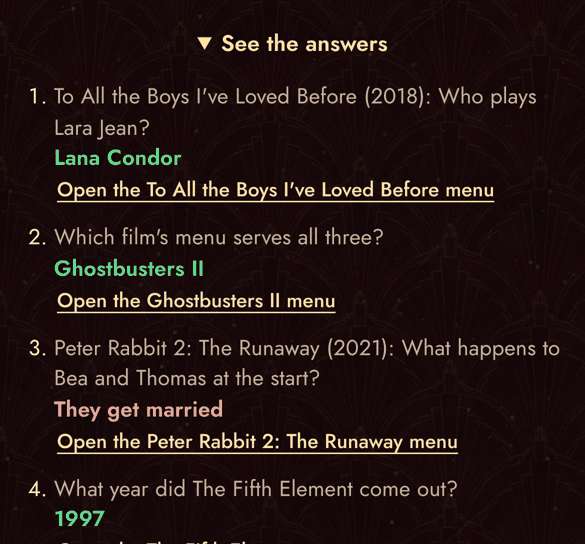 ▼ See the answers
1. To All the Boys I've Loved Before (2018): Who plays
Lara Jean?
Lana Condor
Open the To All the Boys I've Loved Before menu
2. Which film's menu serves all three?
Ghostbusters II
Open the Ghostbusters II menu
3. Peter Rabbit 2: The Runaway (2021): What happens to
Bea and Thomas at the start?
They get married
Open the Peter Rabbit 2: The Runaway menu
4. What year did The Fifth Element come out?
1997